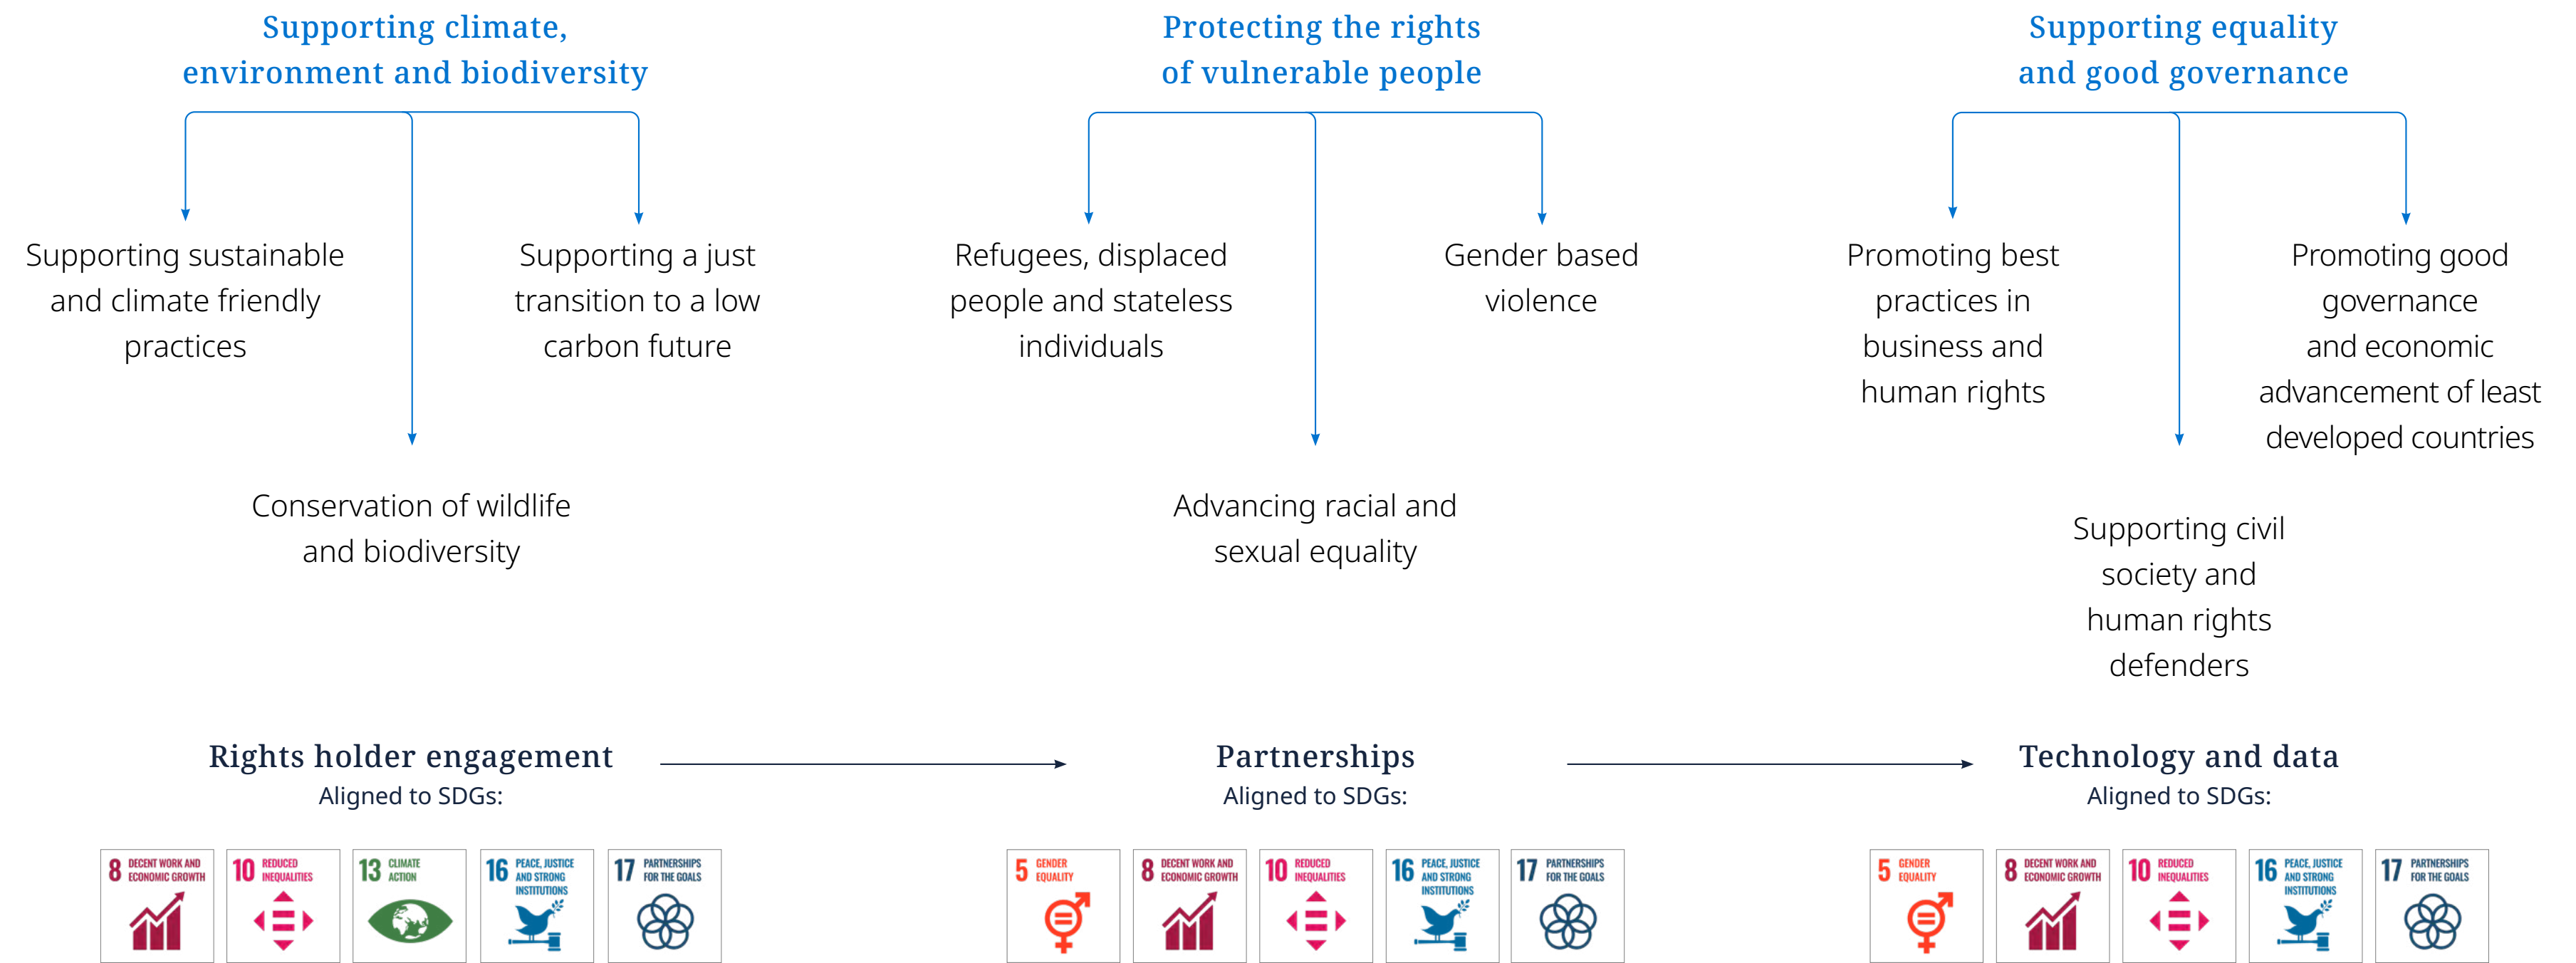 Supporting climate,
environment and biodiversity
Supporting sustainable
and climate friendly
practices
Supporting a just
transition to a low
carbon future
Conservation of wildlife
and biodiversity
Protecting the rights
of vulnerable people
Refugees, displaced
people and stateless
individuals
Gender based
violence
Advancing racial and
sexual equality
Supporting equality
and good governance
Promoting best
practices in
business and
human rights
Promoting good
governance
and economic
advancement of least
developed countries
Supporting civil
society and
human rights
defenders
Rights holder engagement
Aligned to SDGs:
8 DECENT WORK AND
ECONOMIC GROWTH
10 REDUCED
INEQUALITIES
13 CLIMATE
ACTION
16 PEACE, JUSTICE
AND STRONG
INSTITUTIONS
17 PARTNERSHIPS
FOR THE GOALS
Partnerships
Aligned to SDGs:
5 GENDER
EQUALITY
8 DECENT WORK AND
ECONOMIC GROWTH
10 REDUCED
INEQUALITIES
16 PEACE, JUSTICE
AND STRONG
INSTITUTIONS
17 PARTNERSHIPS
FOR THE GOALS
Technology and data
Aligned to SDGs:
5 GENDER
EQUALITY
8 DECENT WORK AND
ECONOMIC GROWTH
10 REDUCED
INEQUALITIES
16 PEACE, JUSTICE
AND STRONG
INSTITUTIONS
17 PARTNERSHIPS
FOR THE GOALS